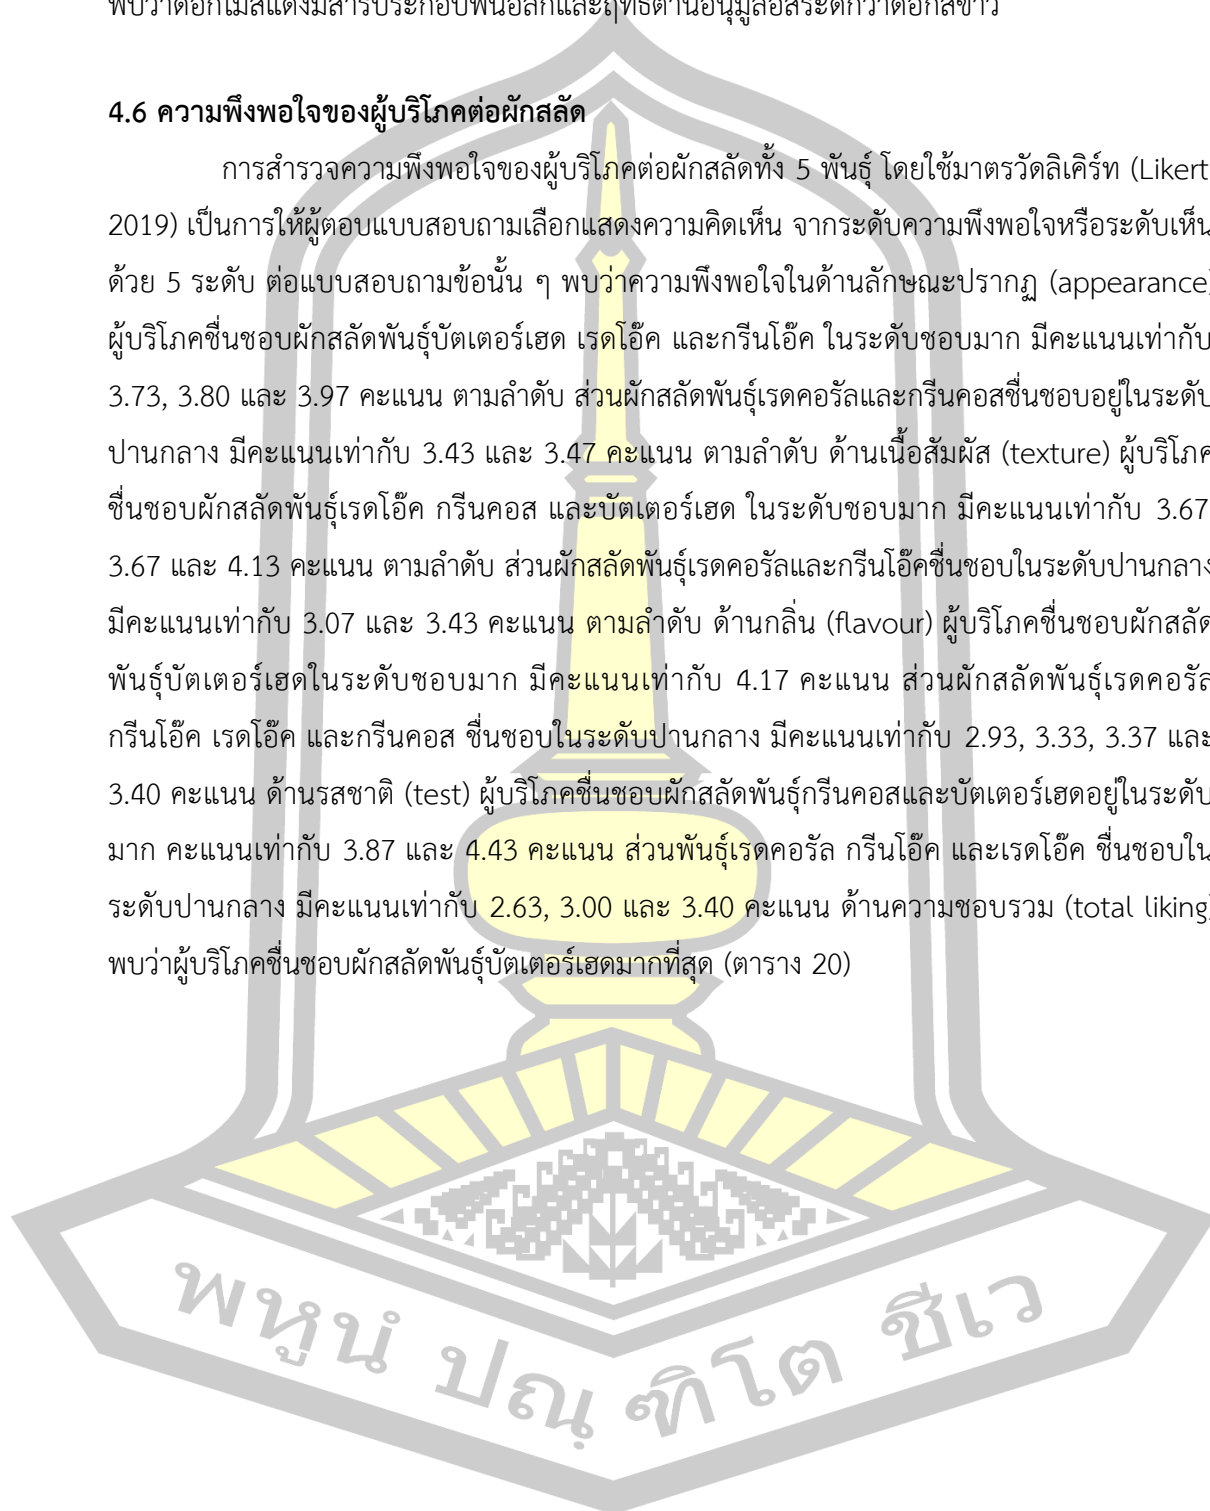 พบว่าดอกไม้สีแดงมีสารประกอบฟีนอลิกและฤทธิ์ต้านอนุมูลอิสระดีกว่าดอกสีขาว
4.6 ความพึงพอใจของผู้บริโภคต่อผักสลัด
การสำรวจความพึงพอใจของผู้บริโภคต่อผักสลัดทั้ง 5 พันธุ์ โดยใช้มาตรวัดลิเคิร์ท (Likert
2019) เป็นการให้ผู้ตอบแบบสอบถามเลือกแสดงความคิดเห็น จากระดับความพึงพอใจหรือระดับเห็น
ด้วย 5 ระดับ ต่อแบบสอบถามข้อนั้น ๆ พบว่าความพึงพอใจในด้านลักษณะปรากฏ (appearance)
ผู้บริโภคชื่นชอบผักสลัดพันธุ์บัตเตอร์เฮด เรดโอ๊ค และกรีนโอ๊ค ในระดับชอบมาก มีคะแนนเท่ากับ
3.73, 3.80 และ 3.97 คะแนน ตามลำดับ ส่วนผักสลัดพันธุ์เรดคอรัลและกรีนคอสชื่นชอบอยู่ในระดับ
ปานกลาง มีคะแนนเท่ากับ 3.43 และ 3.47 คะแนน ตามลำดับ ด้านเนื้อสัมผัส (texture) ผู้บริโภค
ชื่นชอบผักสลัดพันธุ์เรดโอ๊ค กรีนคอส และบัตเตอร์เฮด ในระดับชอบมาก มีคะแนนเท่ากับ 3.67
3.67 และ 4.13 คะแนน ตามลำดับ ส่วนผักสลัดพันธุ์เรดคอรัลและกรีนโอ๊คชื่นชอบในระดับปานกลาง
มีคะแนนเท่ากับ 3.07 และ 3.43 คะแนน ตามลำดับ ด้านกลิ่น (flavour) ผู้บริโภคชื่นชอบผักสลัด
พันธุ์บัตเตอร์เฮดในระดับชอบมาก มีคะแนนเท่ากับ 4.17 คะแนน ส่วนผักสลัดพันธุ์เรดคอรัล
กรีนโอ๊ค เรดโอ๊ค และกรีนคอส ชื่นชอบในระดับปานกลาง มีคะแนนเท่ากับ 2.93, 3.33, 3.37 และ
3.40 คะแนน ด้านรสชาติ (test) ผู้บริโภคชื่นชอบผักสลัดพันธุ์กรีนคอสและบัตเตอร์เฮดอยู่ในระดับ
มาก คะแนนเท่ากับ 3.87 และ 4.43 คะแนน ส่วนพันธุ์เรดคอรัล กรีนโอ๊ค และเรดโอ๊ค ชื่นชอบใน
ระดับปานกลาง มีคะแนนเท่ากับ 2.63, 3.00 และ 3.40 คะแนน ด้านความชอบรวม (total liking)
พบว่าผู้บริโภคชื่นชอบผักสลัดพันธุ์บัตเตอร์เฮดมากที่สุด (ตาราง 20)
พหูนํ ปณฺฑิโต ชีเว